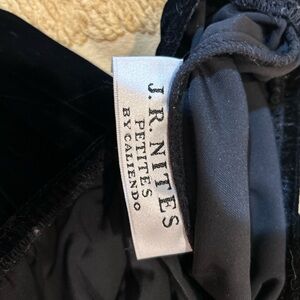 J. R. NITES
PETITES
BY CALIENDO